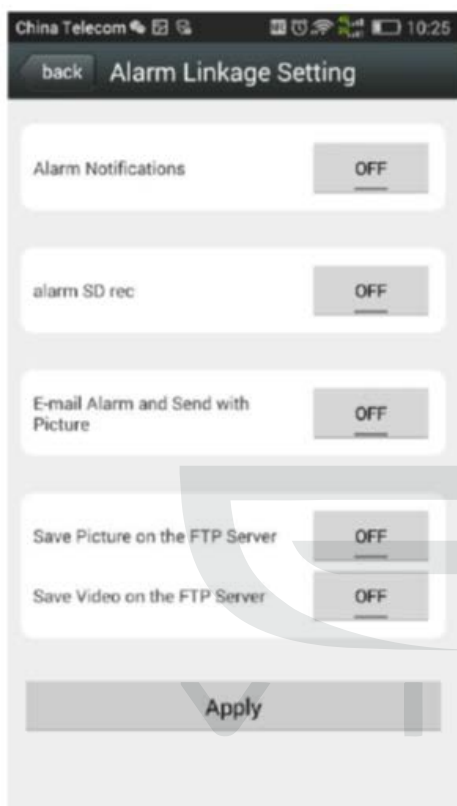 China Telecom 10:25
back Alarm Linkage Setting
Alarm Notifications OFF
alarm SD rec OFF
E-mail Alarm and Send with
Picture OFF
Save Picture on the FTP Server OFF
Save Video on the FTP Server OFF
Apply